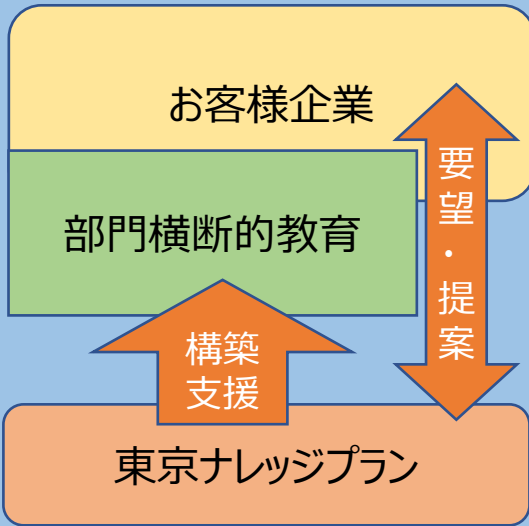 お客様企業
部門横断的教育
要望・提案
構築
支援
東京ナレッジプラン